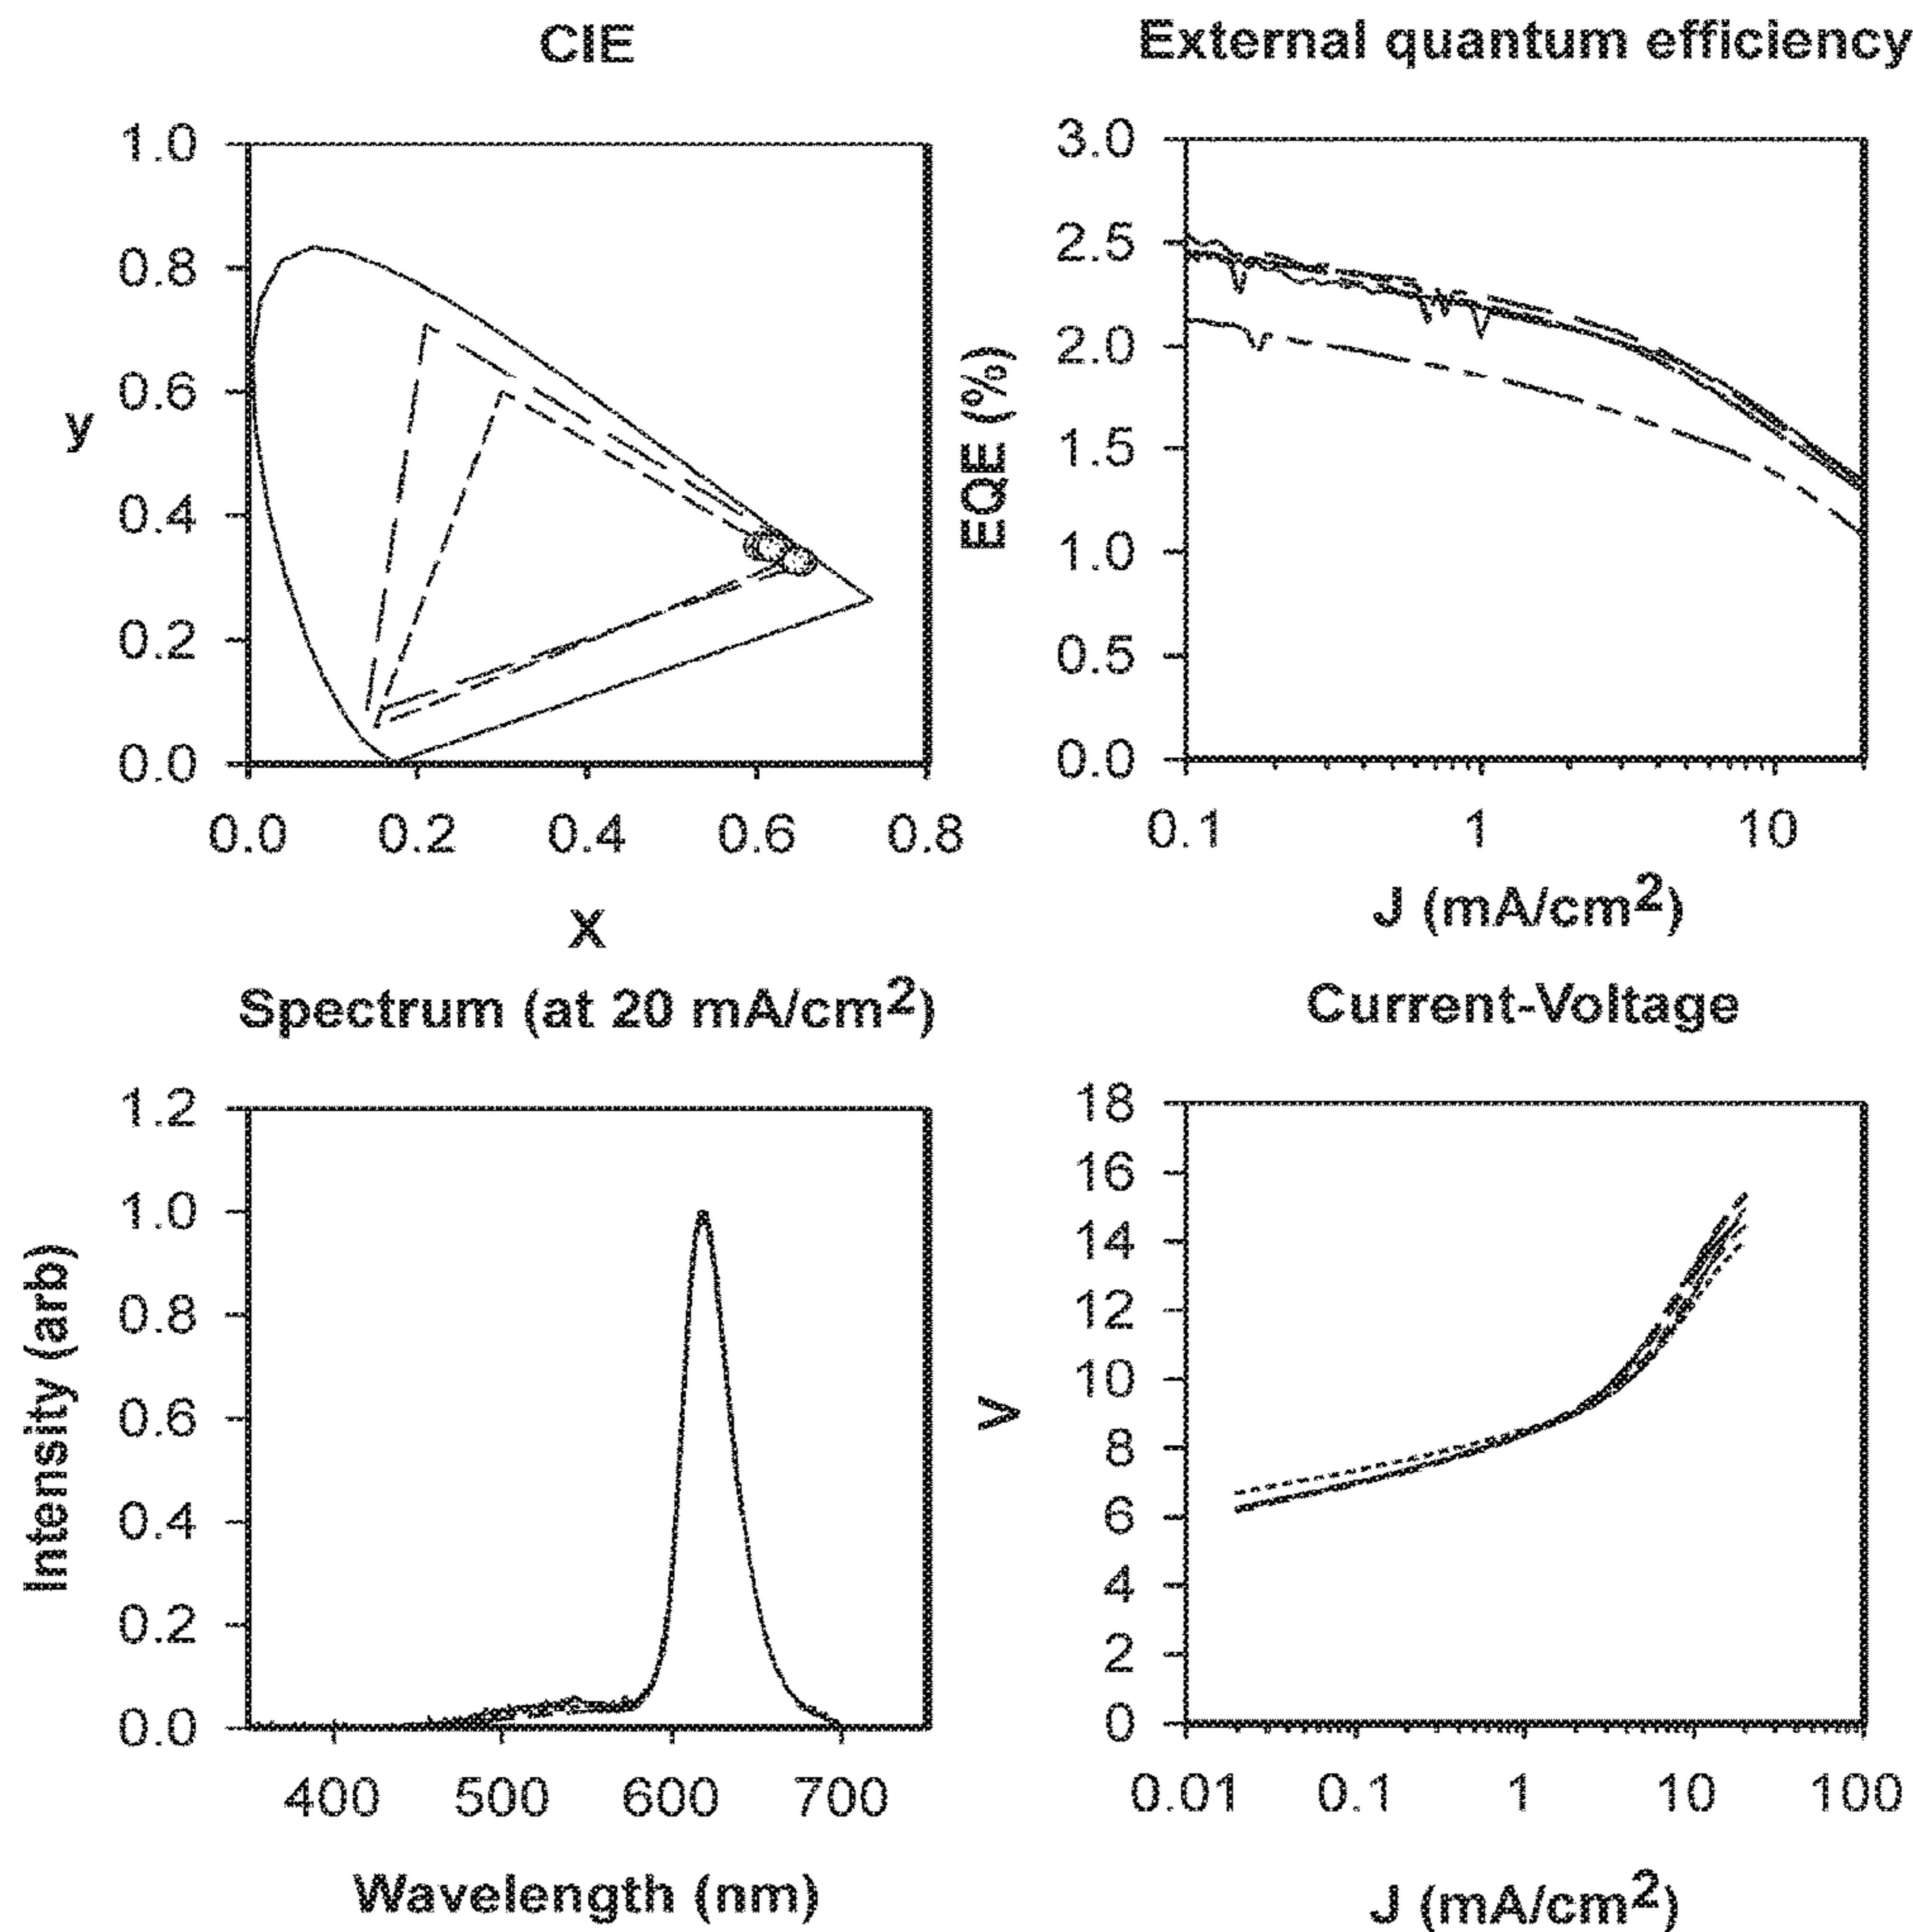 CIE
1.0
0.8
0.6
0.4
0.2
0.0
y
0.0 0.2 0.4 0.6 0.8
X
External quantum efficiency
3.0
2.5
2.0
1.5
1.0
0.5
0.0
EQE (%)
0.1 1 10
J (mA/cm²)
Spectrum (at 20 mA/cm²)
1.2
1.0
0.8
0.6
0.4
0.2
0.0
Intensity (arb)
400 500 600 700
Wavelength (nm)
Current-Voltage
18
16
14
12
10
8
6
4
2
0
V
0.01 0.1 1 10 100
J (mA/cm²)